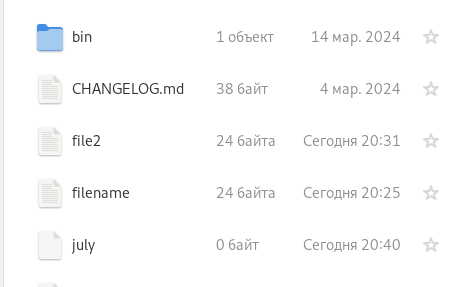 bin 1 объект 14 мар. 2024
CHANGELOG.md 38 байт 4 мар. 2024
file2 24 байта Сегодня 20:31
filename 24 байта Сегодня 20:25
july 0 байт Сегодня 20:40